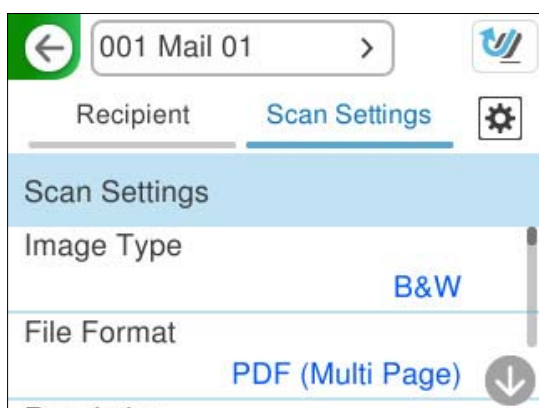 001 Mail 01
Recipient
Scan Settings
Scan Settings
Image Type
B&W
File Format
PDF (Multi Page)